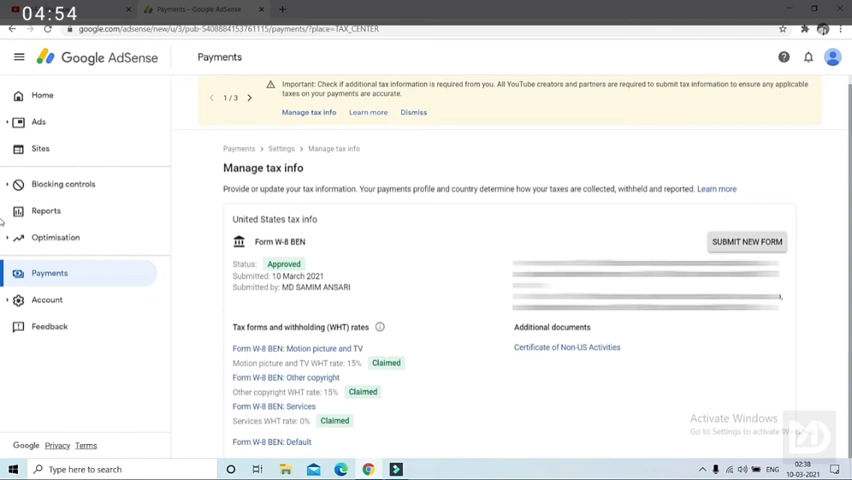 04:54
Payments – Google AdSense
google.com/adsense/new/u/3/pub-5408884153761115/payments/?place=TAX_CENTER
Google AdSense
Payments
Important: Check if additional tax information is required from you. All YouTube creators and partners are required to submit tax information to ensure any applicable
taxes on your payments are accurate.
1 / 3
Manage tax info Learn more Dismiss
Home
Ads
Sites
Blocking controls
Reports
Optimisation
Payments
Account
Feedback
Google Privacy Terms
Payments Settings Manage tax info
Manage tax info
Provide or update your tax information. Your payments profile and country determine how your taxes are collected, withheld and reported. Learn more
United States tax info
Form W-8 BEN
SUBMIT NEW FORM
Status: Approved
Submitted: 10 March 2021
Submitted by: MD SAMIM ANSARI
Tax forms and withholding (WHT) rates
Form W-8 BEN: Motion picture and TV
Motion picture and TV WHT rate: 15% Claimed
Form W-8 BEN: Other copyright
Other copyright WHT rate: 15% Claimed
Form W-8 BEN: Services
Services WHT rate: 0% Claimed
Form W-8 BEN: Default
Additional documents
Certificate of Non-US Activities
Activate Windows
Go to Settings to activate
Type here to search
ENG
02:38
10-03-2021